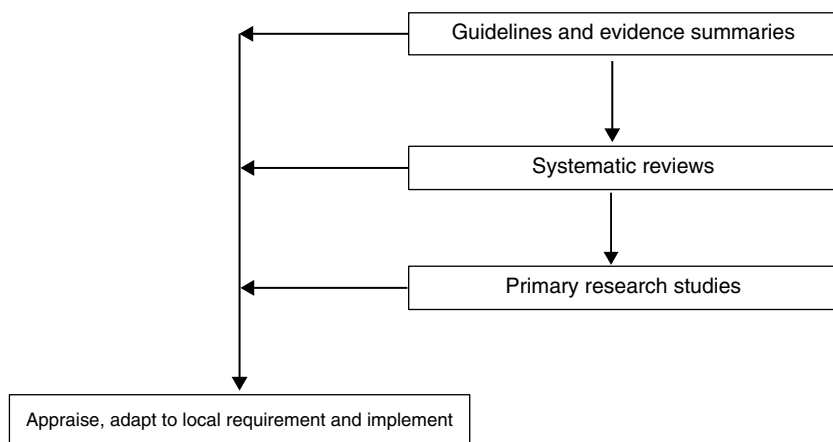 Guidelines and evidence summaries
Systematic reviews
Primary research studies
Appraise, adapt to local requirement and implement